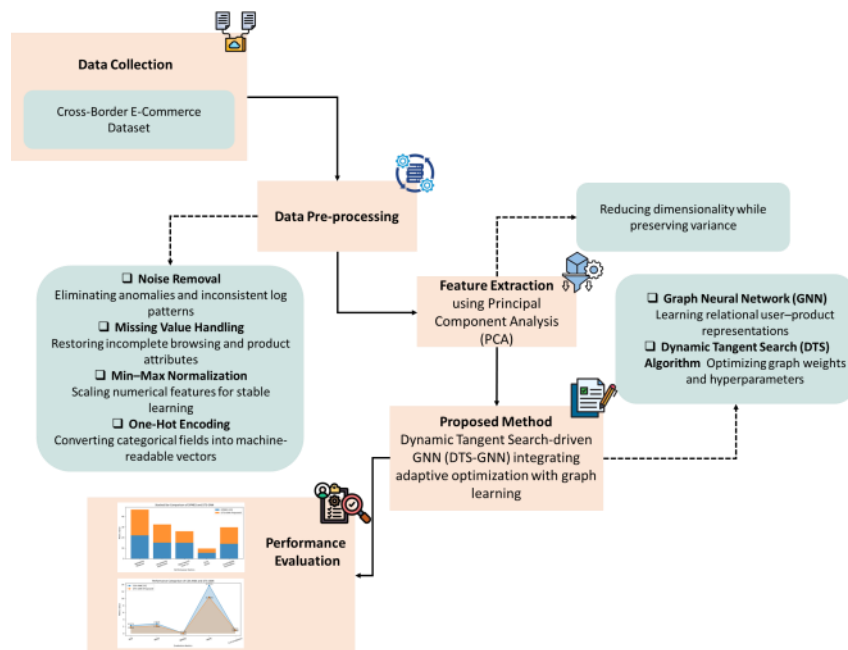 Data Collection
Cross-Border E-Commerce
Dataset
Data Pre-processing
Reducing dimensionality while
preserving variance
❑ Noise Removal
Eliminating anomalies and inconsistent log
patterns
❑ Missing Value Handling
Restoring incomplete browsing and product
attributes
❑ Min–Max Normalization
Scaling numerical features for stable
learning
❑ One-Hot Encoding
Converting categorical fields into machine-
readable vectors
Feature Extraction
using Principal
Component Analysis
(PCA)
❑ Graph Neural Network (GNN)
Learning relational user–product
representations
❑ Dynamic Tangent Search (DTS)
Algorithm Optimizing graph weights
and hyperparameters
Proposed Method
Dynamic Tangent Search-driven
GNN (DTS-GNN) integrating
adaptive optimization with graph
learning
Performance
Evaluation